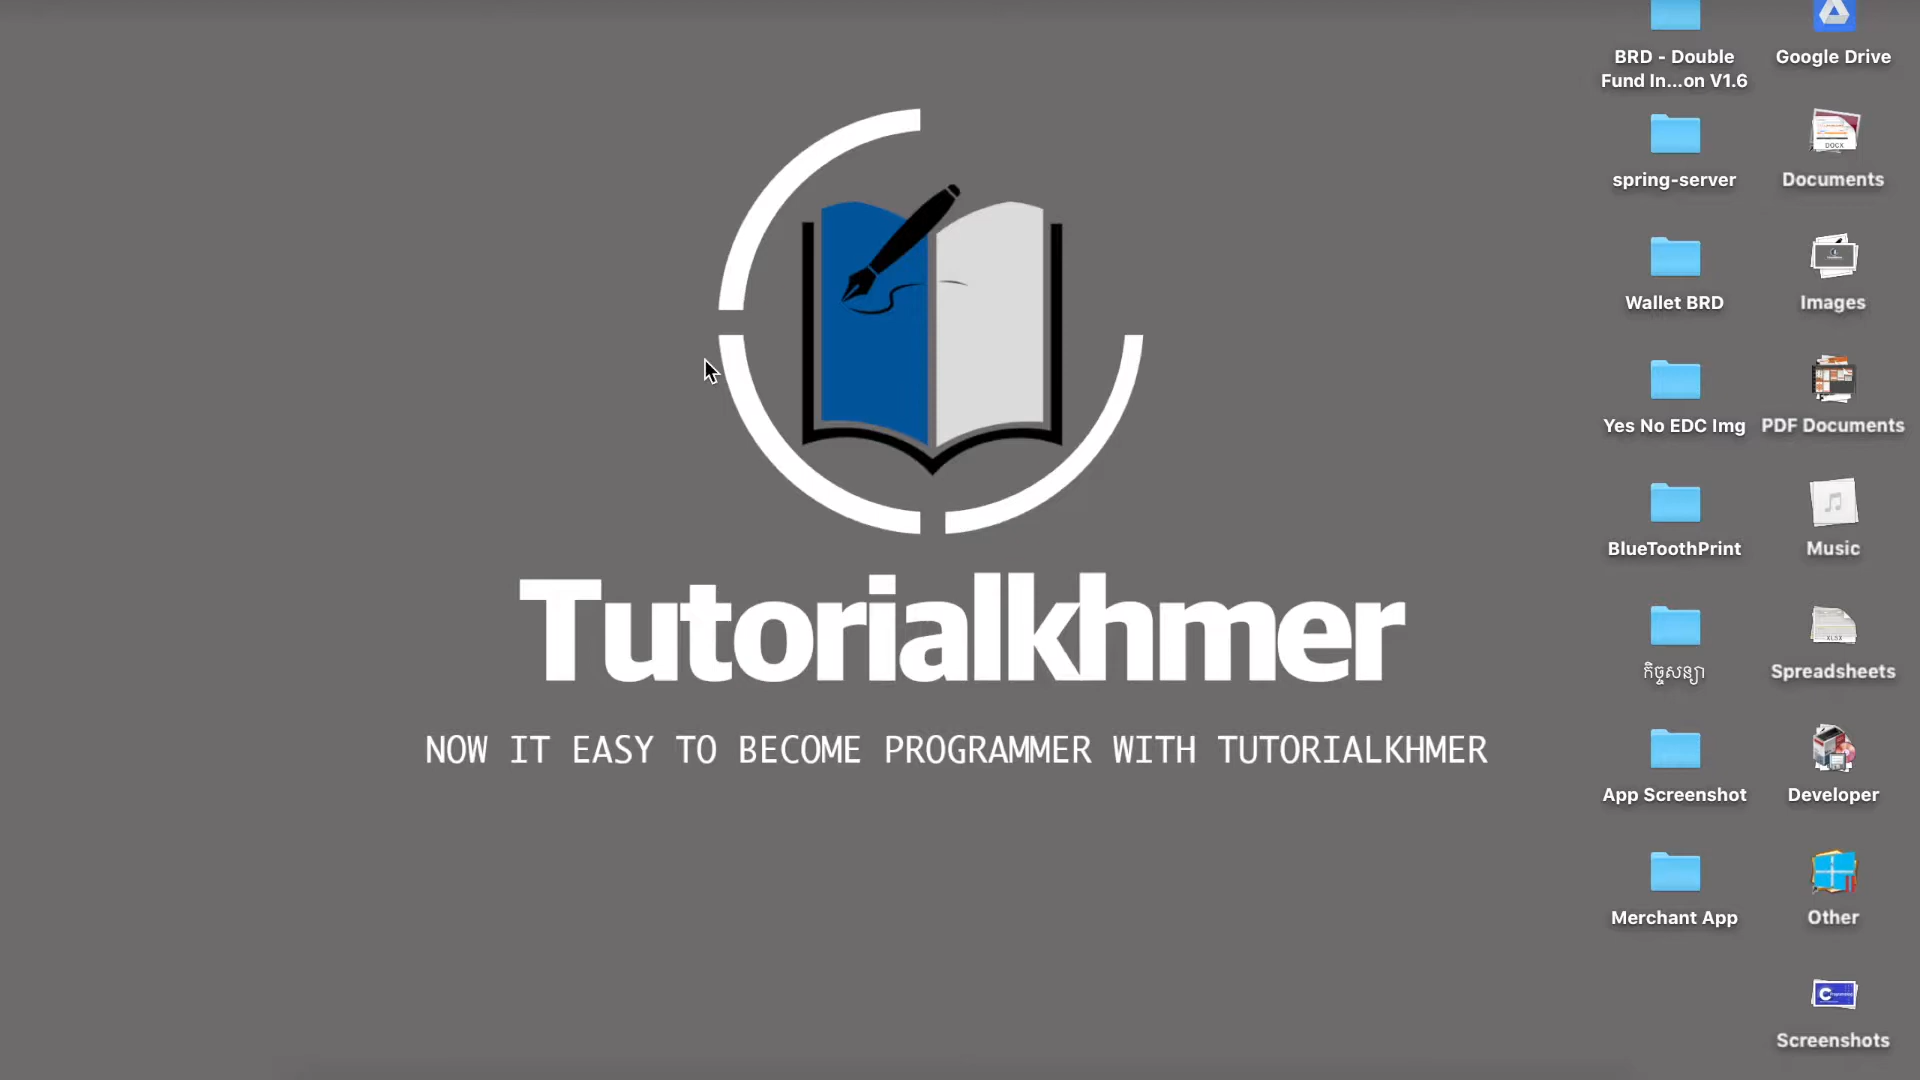 BRD - Double
Fund In...on V1.6
Google Drive
spring-server
DOCX
Documents
Wallet BRD
Images
Yes No EDC Img
PDF Documents
BlueToothPrint
Music
កិច្ចសន្យា
XLSX
Spreadsheets
App Screenshot
Developer
Merchant App
Other
Screenshots
Tutorialkhmer
NOW IT EASY TO BECOME PROGRAMMER WITH TUTORIALKHMER